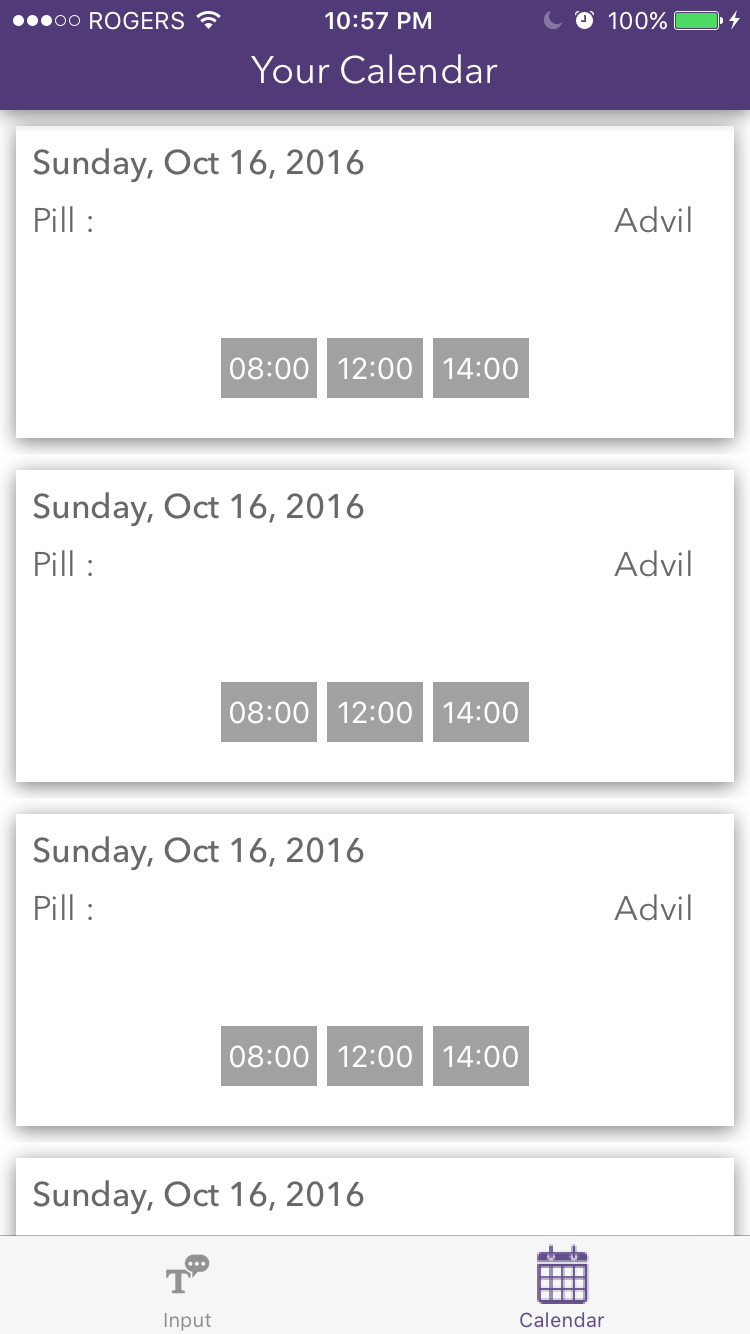 ROGERS 10:57 PM 100%
Your Calendar
Sunday, Oct 16, 2016
Pill : Advil
08:00 12:00 14:00
Sunday, Oct 16, 2016
Pill : Advil
08:00 12:00 14:00
Sunday, Oct 16, 2016
Pill : Advil
08:00 12:00 14:00
Sunday, Oct 16, 2016
Input Calendar